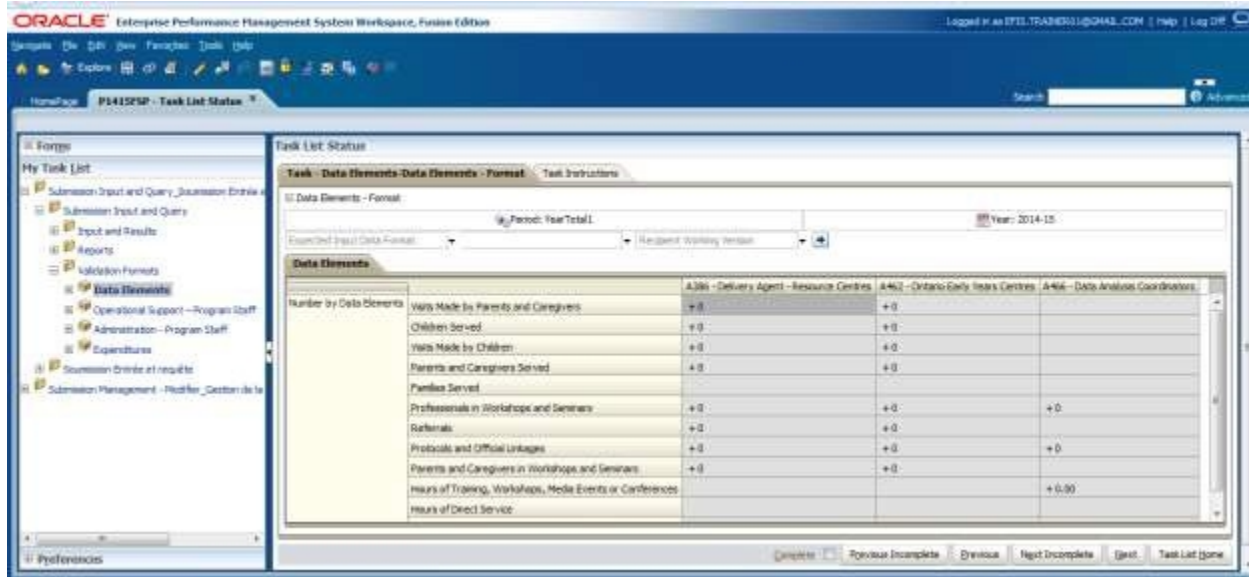 ORACLE Enterprise Performance Management System Workspace, Fusion Edition
Logged in as EFIS.TRAINER01@GMAIL.COM | Help | Log Off
Navigate File Edit View Favorites Tools Help
Explore
HomePage P1415FSP - Task List Status
Search Advanced
Forms
My Task List
Submission Input and Query_Soumission Entrée e
Submission Input and Query
Input and Results
Reports
Validation Formats
Data Elements
Operational Support - Program Staff
Administration - Program Staff
Expenditures
Soumission Entrée et requête
Submission Management - Modifier_Gestion de la
Preferences
Task List Status
Task - Data Elements-Data Elements - Format Task Instructions
Data Elements - Format
Period: YearTotal1 Year: 2014-15
Expected Input Data Format Recipient Working Version
Data Elements
A386 - Delivery Agent - Resource Centres A462 - Ontario Early Years Centres A466 - Data Analysis Coordinators
Number by Data Elements
Visits Made by Parents and Caregivers +0 +0
Children Served +0 +0
Visits Made by Children +0 +0
Parents and Caregivers Served +0 +0
Families Served
Professionals in Workshops and Seminars +0 +0 +0
Referrals +0 +0
Protocols and Official Linkages +0 +0 +0
Parents and Caregivers in Workshops and Seminars +0 +0
Hours of Training, Workshops, Media Events or Conferences +0.00
Hours of Direct Service
Complete Previous Incomplete Previous Next Incomplete Next Task List Home